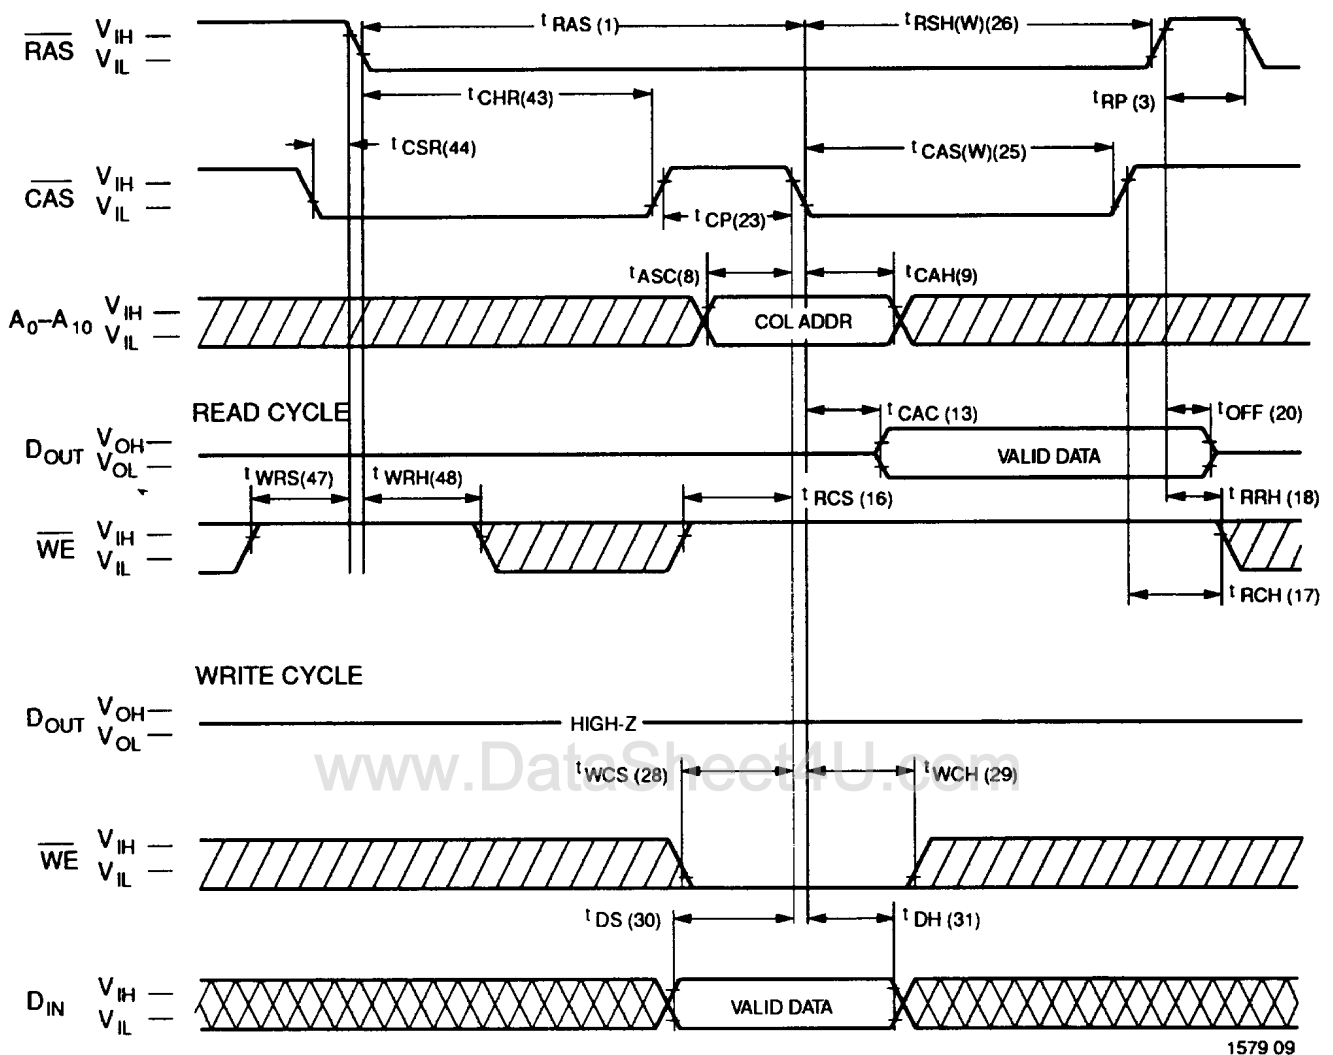 t RAS (1) t RSH(W)(26)
RAS VIH
VIL
t CHR(43) t RP (3)
t CSR(44) t CAS(W)(25)
CAS VIH
VIL
t CP(23)
t ASC(8) t CAH(9)
A0–A10 VIH
VIL
COL ADDR
READ CYCLE t CAC (13) t OFF (20)
DOUT VOH
VOL
VALID DATA
t WRS(47) t WRH(48) t RCS (16) t RRH (18)
WE VIH
VIL
t RCH (17)
WRITE CYCLE
DOUT VOH
VOL
HIGH-Z
www.DataSheet4U.com
t WCS (28) t WCH (29)
WE VIH
VIL
t DS (30) t DH (31)
DIN VIH
VIL
VALID DATA
1579 09